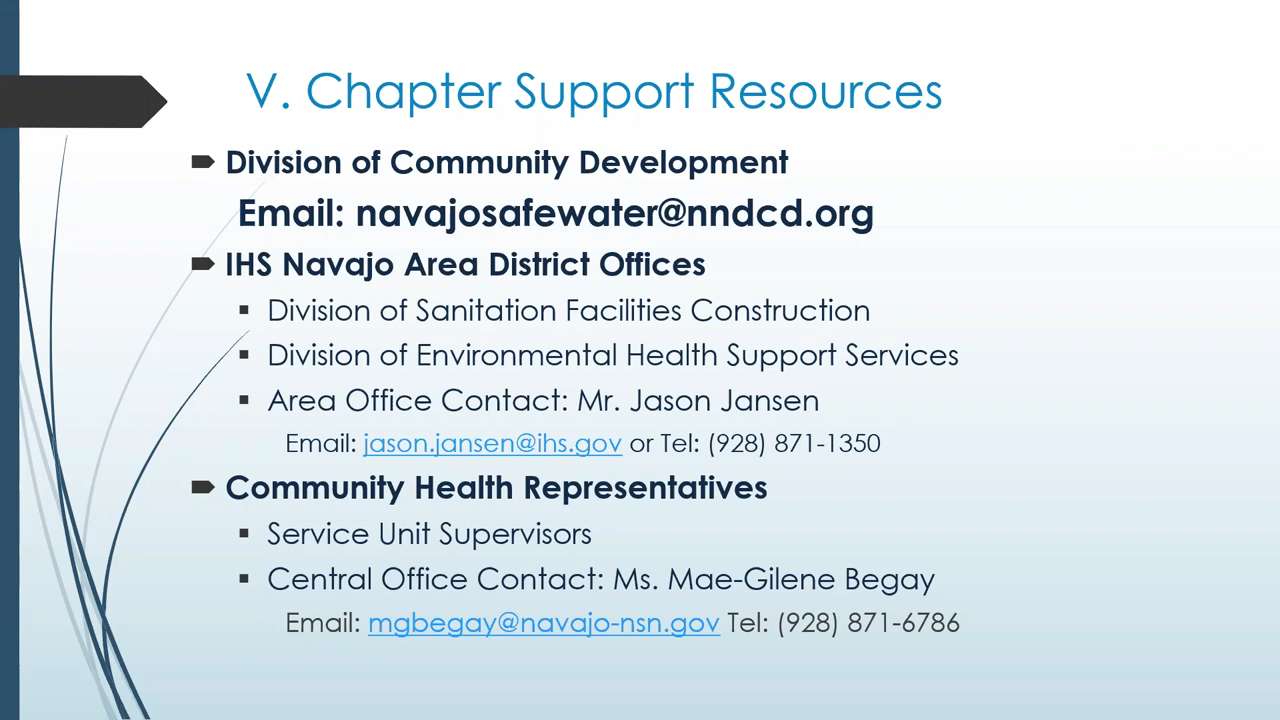 V. Chapter Support Resources
Division of Community Development
Email: navajosafewater@nndcd.org
IHS Navajo Area District Offices
Division of Sanitation Facilities Construction
Division of Environmental Health Support Services
Area Office Contact: Mr. Jason Jansen
Email: jason.jansen@ihs.gov or Tel: (928) 871-1350
Community Health Representatives
Service Unit Supervisors
Central Office Contact: Ms. Mae-Gilene Begay
Email: mgbegay@navajo-nsn.gov Tel: (928) 871-6786